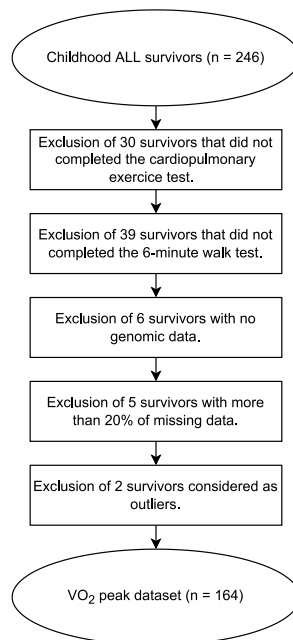 Childhood ALL survivors (n = 246)
Exclusion of 30 survivors that did not
completed the cardiopulmonary
exercice test.
Exclusion of 39 survivors that did not
completed the 6-minute walk test.
Exclusion of 6 survivors with no
genomic data.
Exclusion of 5 survivors with more
than 20% of missing data.
Exclusion of 2 survivors considered as
outliers.
VO₂ peak dataset (n = 164)